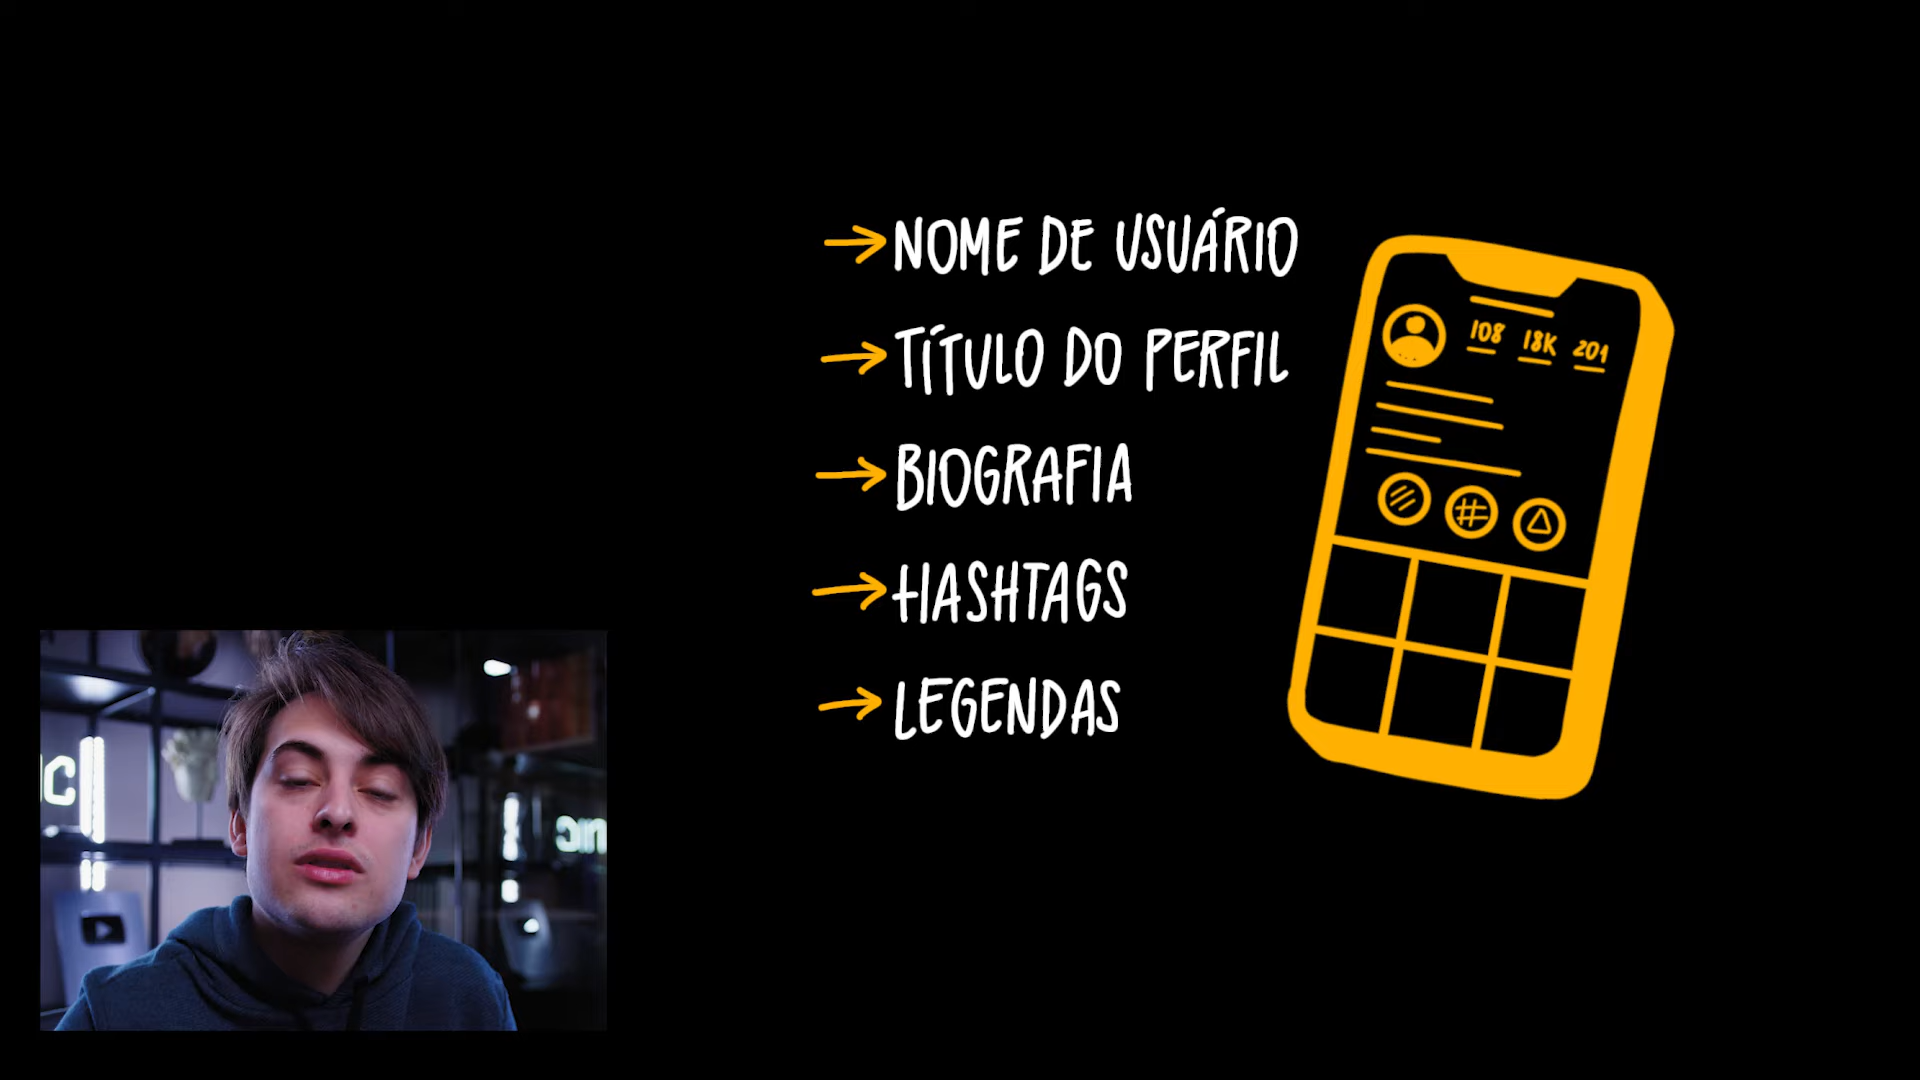 NOME DE USUÁRIO
TÍTULO DO PERFIL
BIOGRAFIA
HASHTAGS
LEGENDAS
108 18K 201